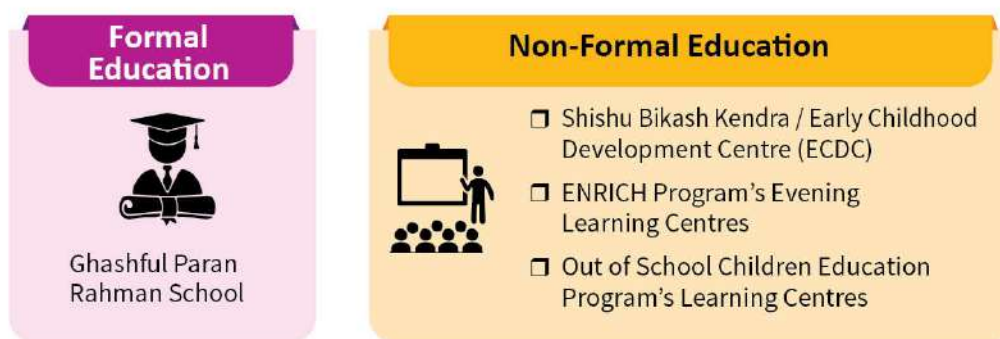 Formal
Education
Ghashful Paran
Rahman School
Non-Formal Education
❒ Shishu Bikash Kendra / Early Childhood
Development Centre (ECDC)
❒ ENRICH Program's Evening
Learning Centres
❒ Out of School Children Education
Program's Learning Centres